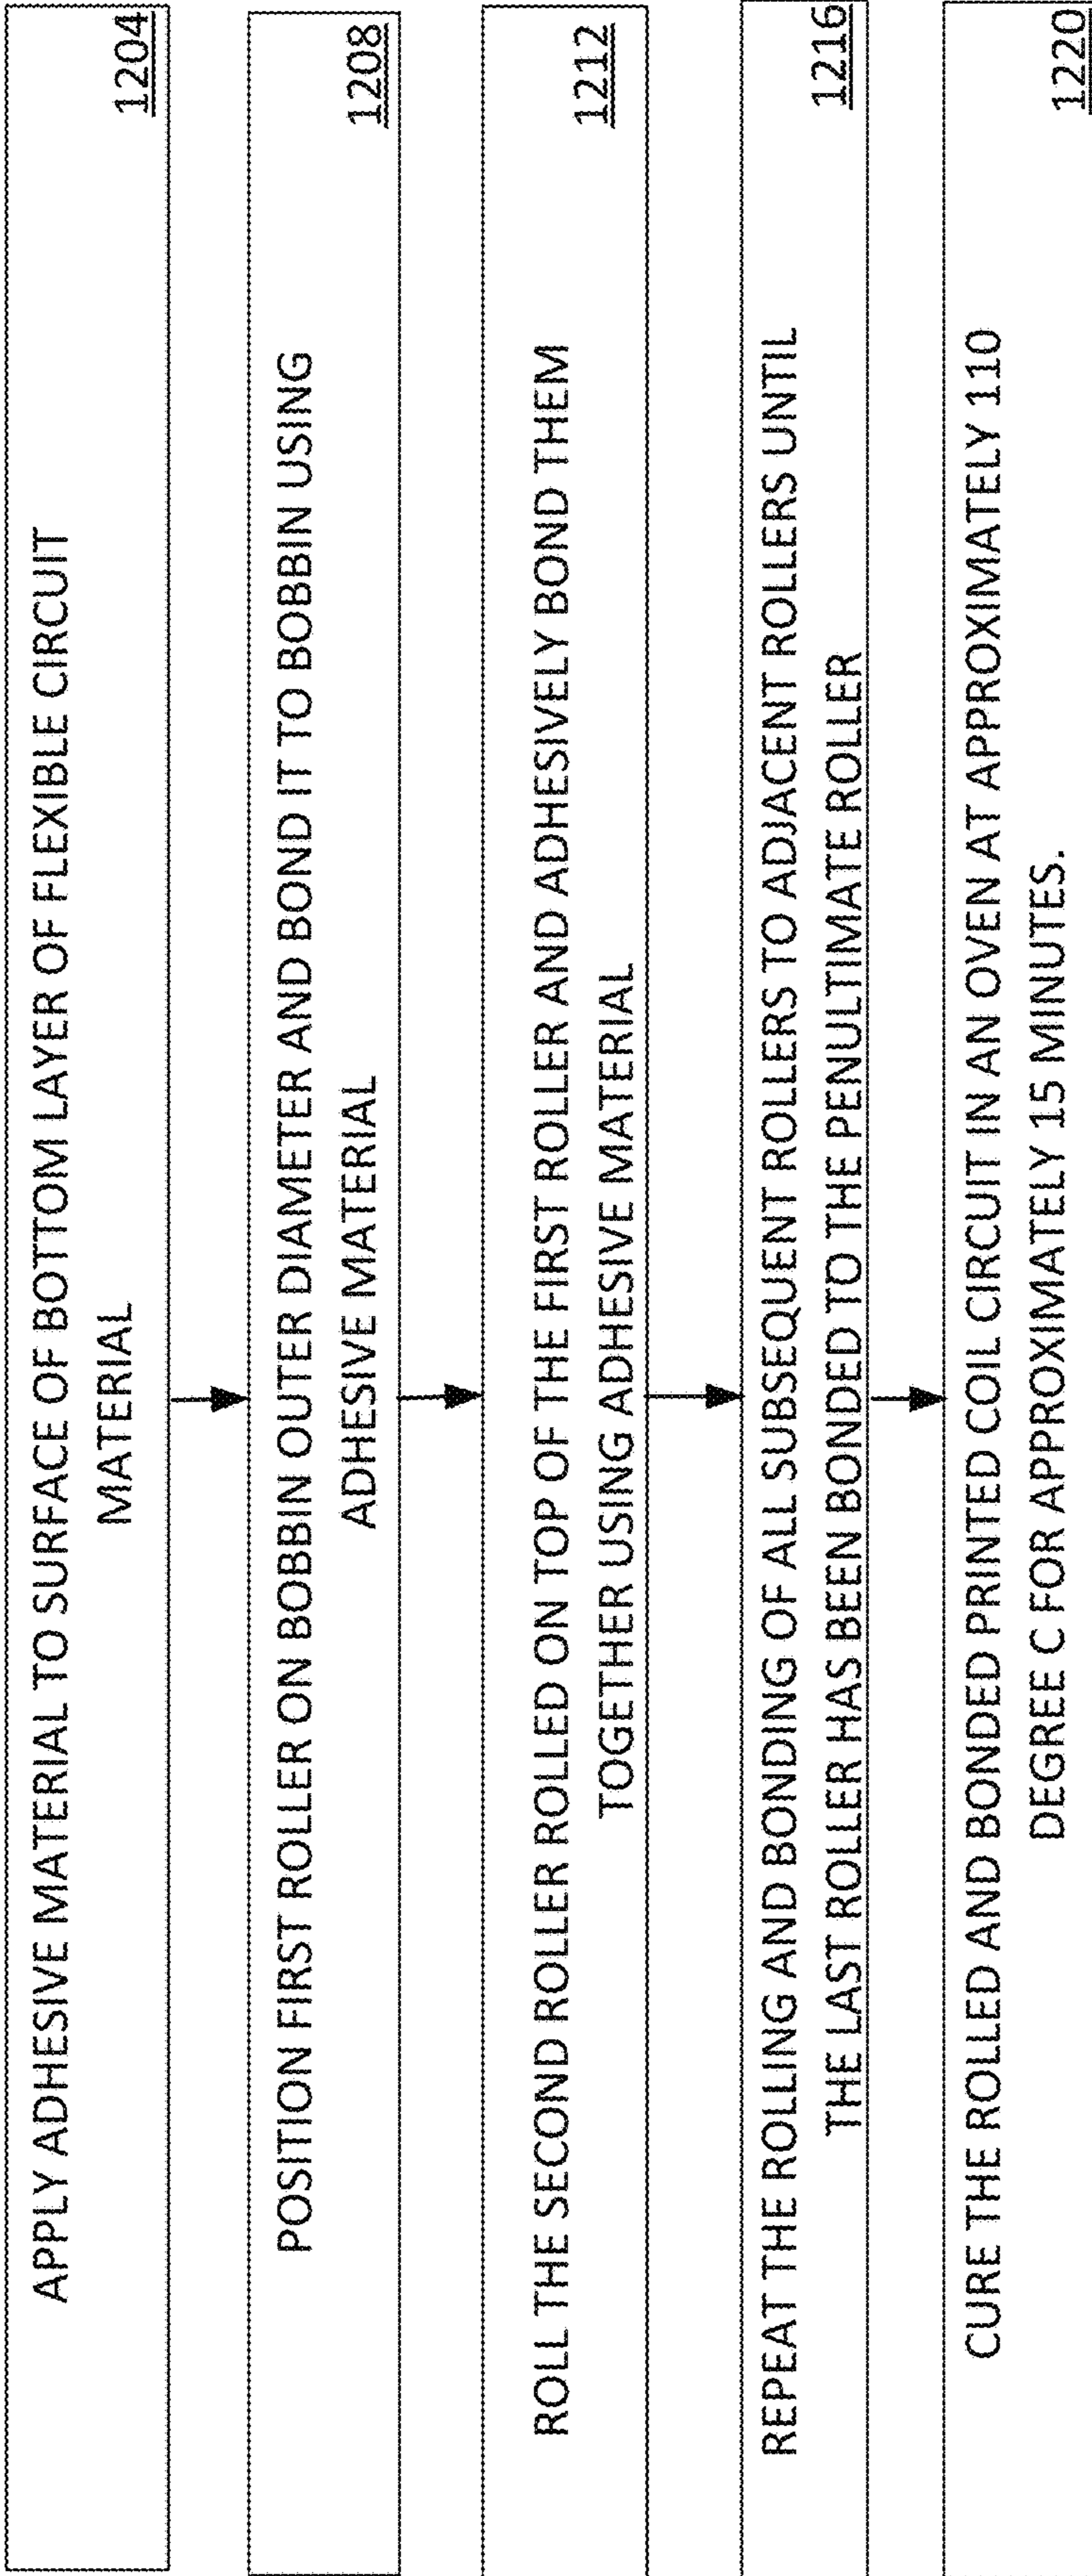 APPLY ADHESIVE MATERIAL TO SURFACE OF BOTTOM LAYER OF FLEXIBLE CIRCUIT
MATERIAL
1204
POSITION FIRST ROLLER ON BOBBIN OUTER DIAMETER AND BOND IT TO BOBBIN USING
ADHESIVE MATERIAL
1208
ROLL THE SECOND ROLLER ROLLED ON TOP OF THE FIRST ROLLER AND ADHESIVELY BOND THEM
TOGETHER USING ADHESIVE MATERIAL
1212
REPEAT THE ROLLING AND BONDING OF ALL SUBSEQUENT ROLLERS TO ADJACENT ROLLERS UNTIL
THE LAST ROLLER HAS BEEN BONDED TO THE PENULTIMATE ROLLER
1216
CURE THE ROLLED AND BONDED PRINTED COIL CIRCUIT IN AN OVEN AT APPROXIMATELY 110
DEGREE C FOR APPROXIMATELY 15 MINUTES.
1220